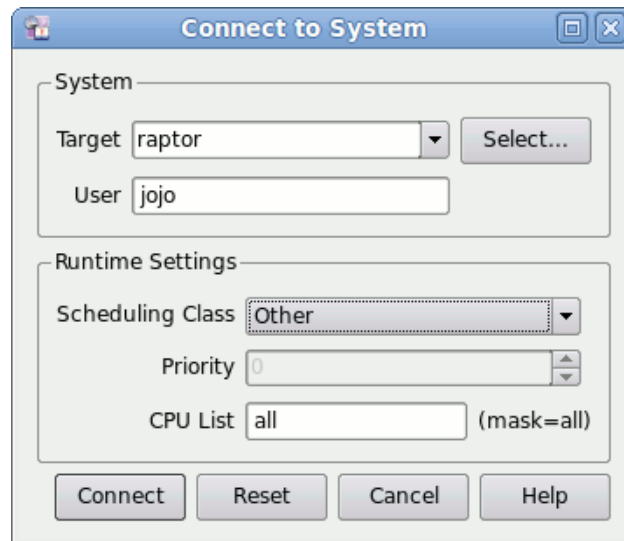 Connect to System
System
Target raptor Select...
User jojo
Runtime Settings
Scheduling Class Other
Priority 0
CPU List all (mask=all)
Connect Reset Cancel Help